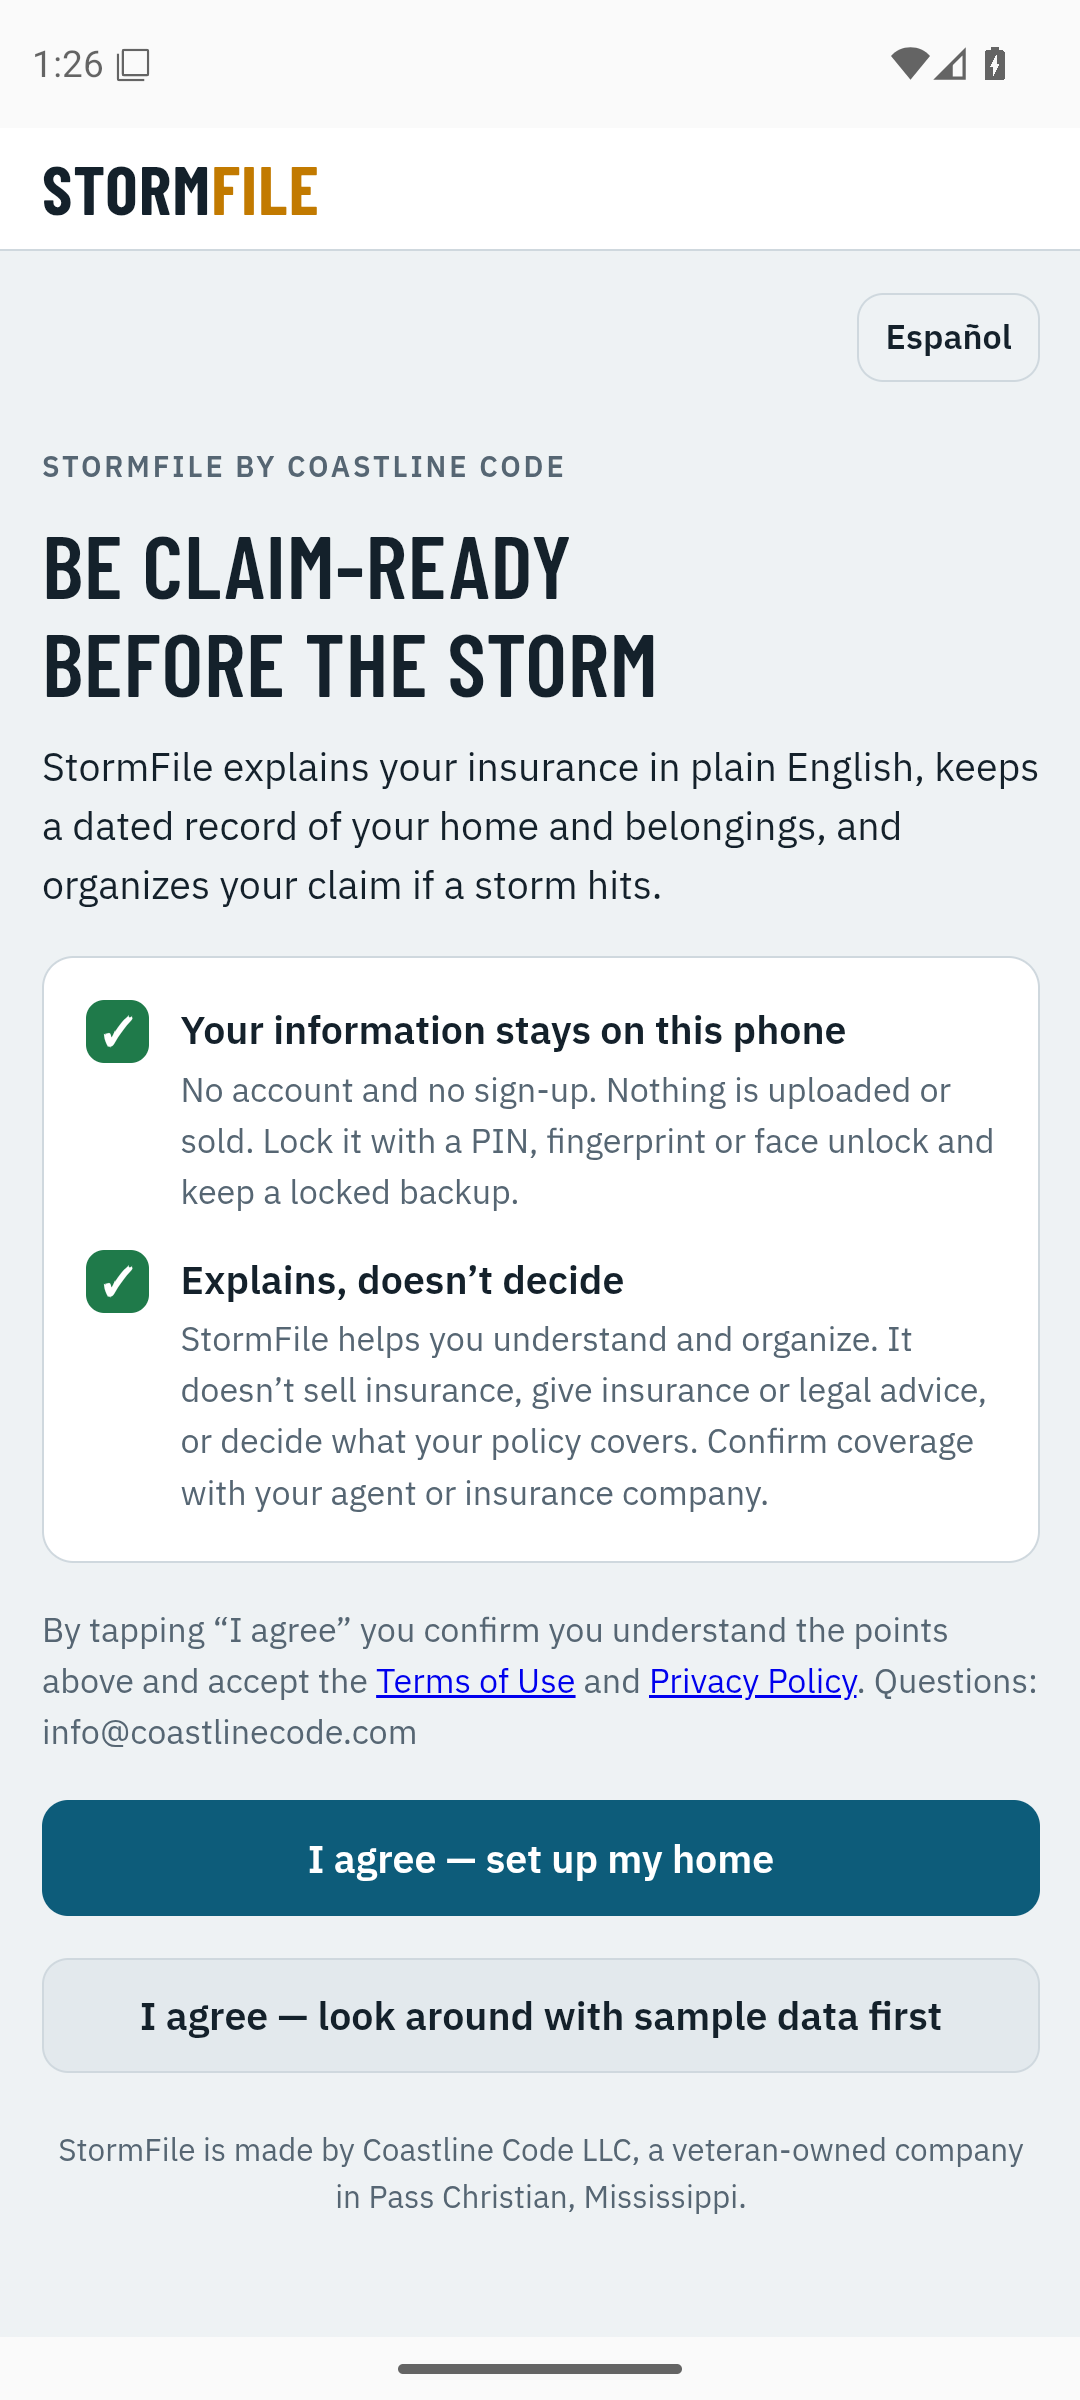 1:26
STORMFILE
Español
STORMFILE BY COASTLINE CODE
BE CLAIM-READY
BEFORE THE STORM
StormFile explains your insurance in plain English, keeps
a dated record of your home and belongings, and
organizes your claim if a storm hits.
Your information stays on this phone
No account and no sign-up. Nothing is uploaded or
sold. Lock it with a PIN, fingerprint or face unlock and
keep a locked backup.
Explains, doesn’t decide
StormFile helps you understand and organize. It
doesn’t sell insurance, give insurance or legal advice,
or decide what your policy covers. Confirm coverage
with your agent or insurance company.
By tapping “I agree” you confirm you understand the points
above and accept the Terms of Use and Privacy Policy. Questions:
info@coastlinecode.com
I agree — set up my home
I agree — look around with sample data first
StormFile is made by Coastline Code LLC, a veteran-owned company
in Pass Christian, Mississippi.